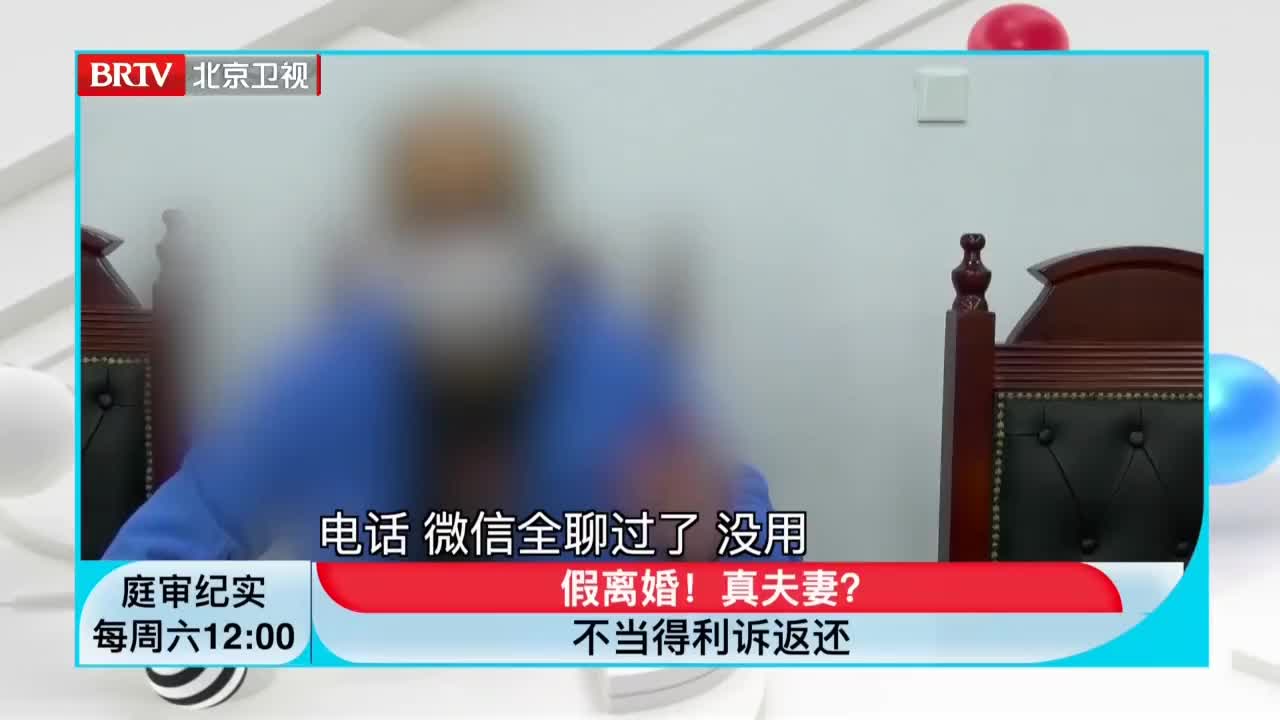 BRTV 北京卫视
电话 微信全聊过了 没用
庭审纪实
每周六12:00
假离婚！真夫妻？
不当得利诉返还